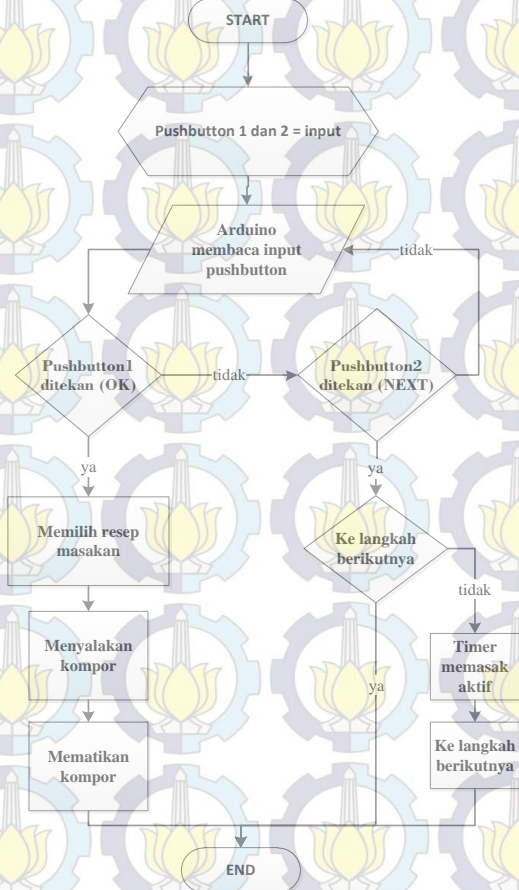 START
Pushbutton 1 dan 2 = input
Arduino
membaca input
pushbutton
tidak
Pushbutton1
ditekan (OK)
tidak
Pushbutton2
ditekan (NEXT)
ya
ya
Memilih resep
masakan
Ke langkah
berikutnya
tidak
Menyalakan
kompor
Timer
memasak
aktif
ya
Mematikan
kompor
Ke langkah
berikutnya
END